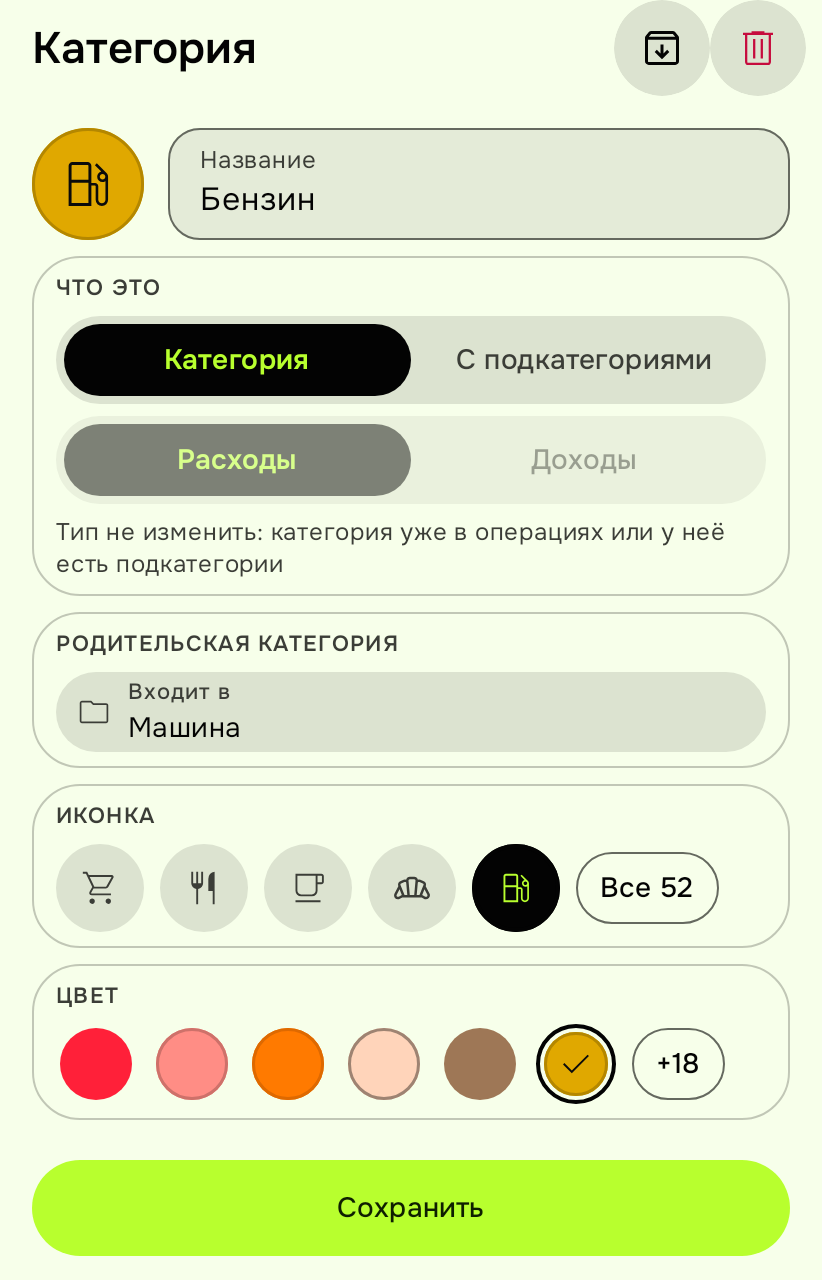 Категория
Название
Бензин
ЧТО ЭТО
Категория
С подкатегориями
Расходы
Доходы
Тип не изменить: категория уже в операциях или у неё
есть подкатегории
РОДИТЕЛЬСКАЯ КАТЕГОРИЯ
Входит в
Машина
ИКОНКА
Все 52
ЦВЕТ
+18
Сохранить